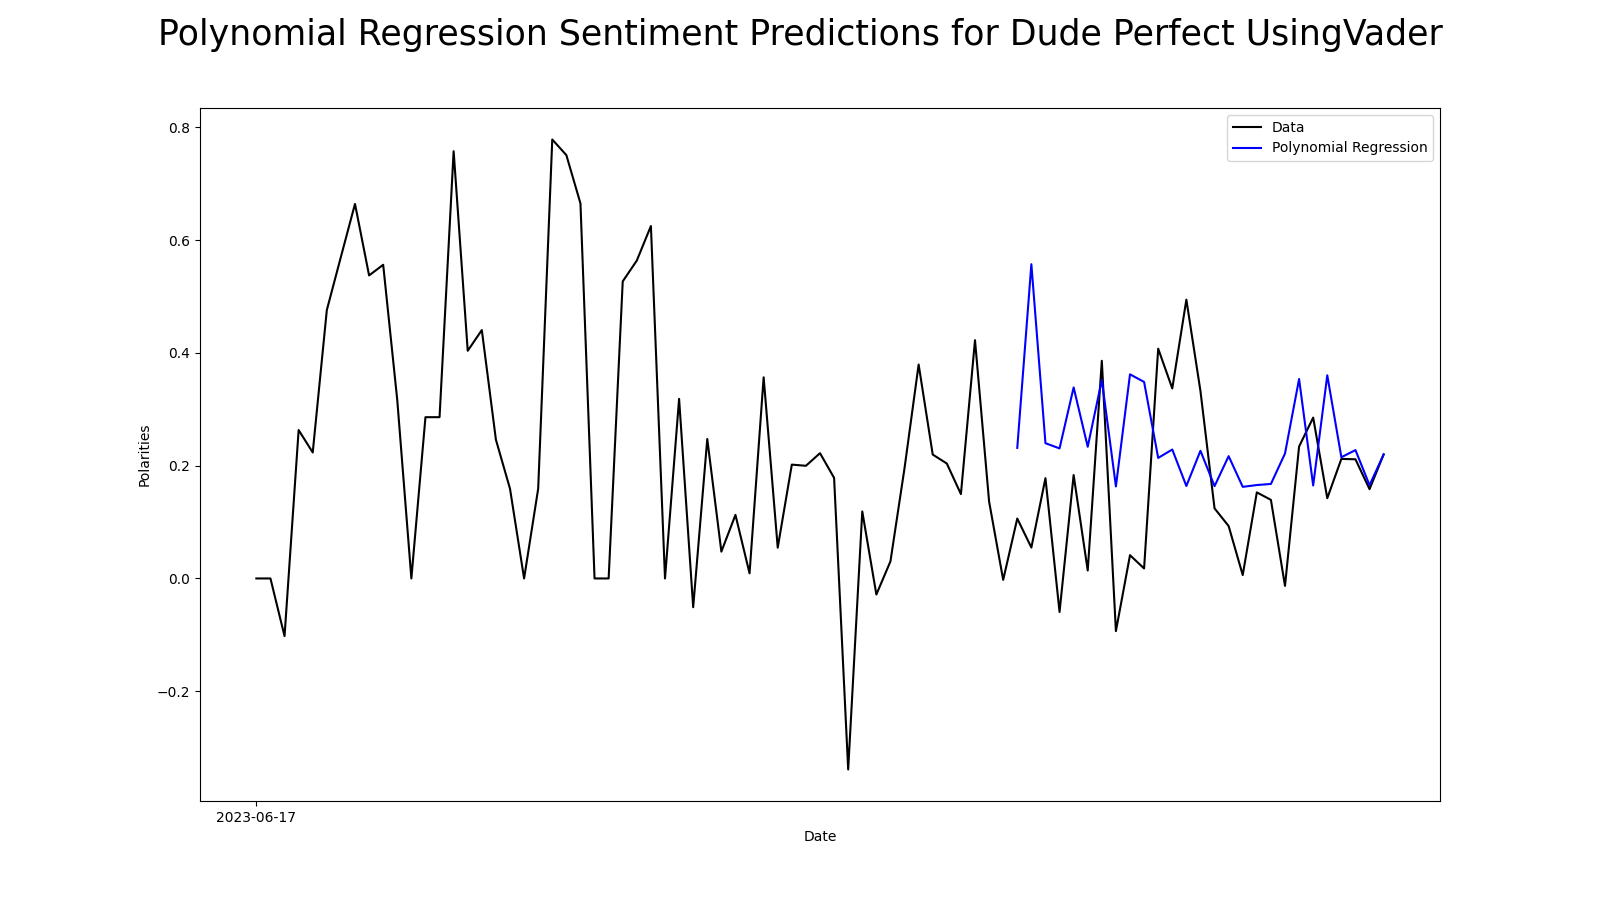 Polynomial Regression Sentiment Predictions for Dude Perfect UsingVader
Data
Polynomial Regression
0.8
0.6
0.4
0.2
0.0
−0.2
Polarities
2023-06-17
Date